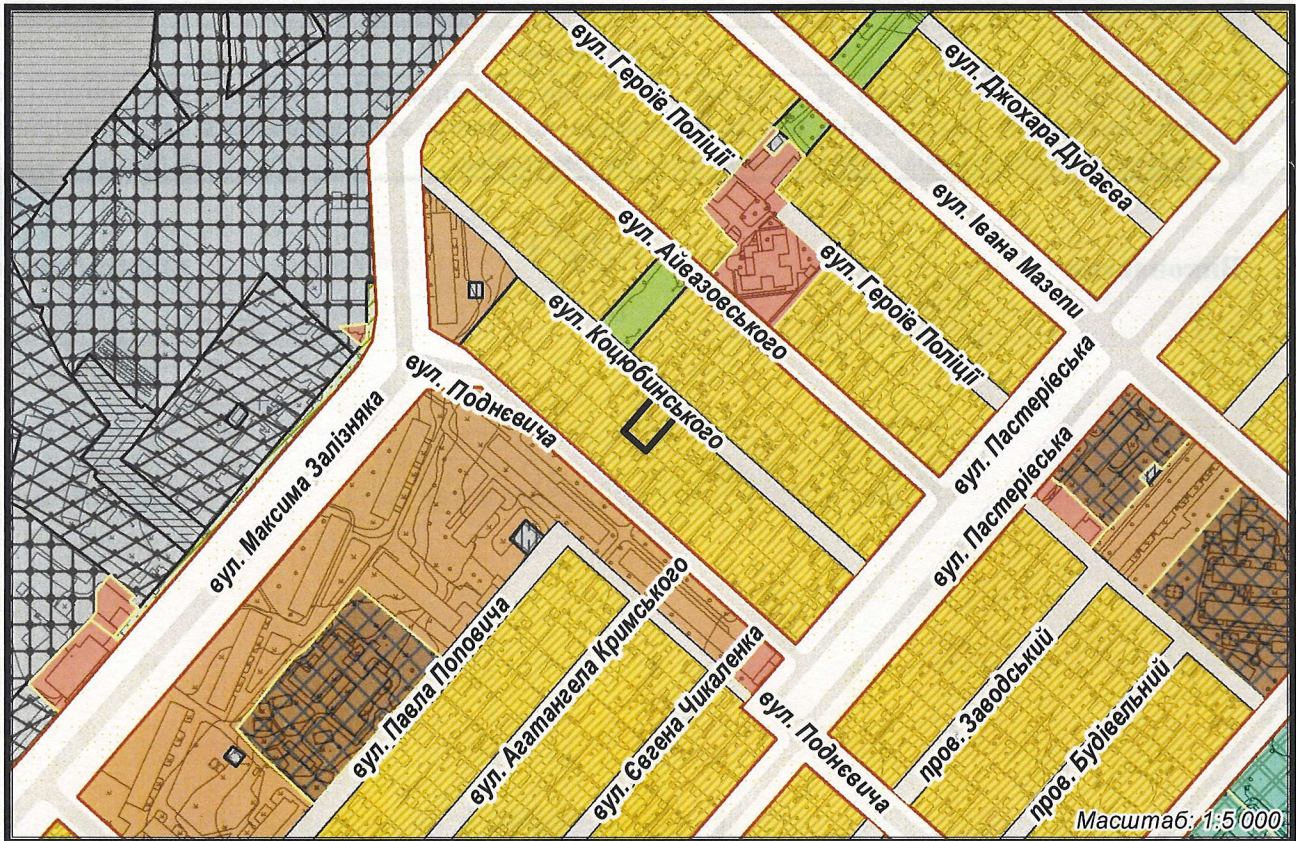 вул. Героїв Поліції
вул. Джохара Дудаєва
вул. Івана Мазепи
вул. Айвазовського
вул. Героїв Поліції
вул. Коцюбинського
вул. Поднєвича
вул. Пастерівська
вул. Максима Залізняка
вул. Пастерівська
вул. Павла Поповича
вул. Агатангела Кримського
вул. Євгена Чикаленка
вул. Поднєвича
пров. Заводський
пров. Будівельний
Масштаб: 1:5 000